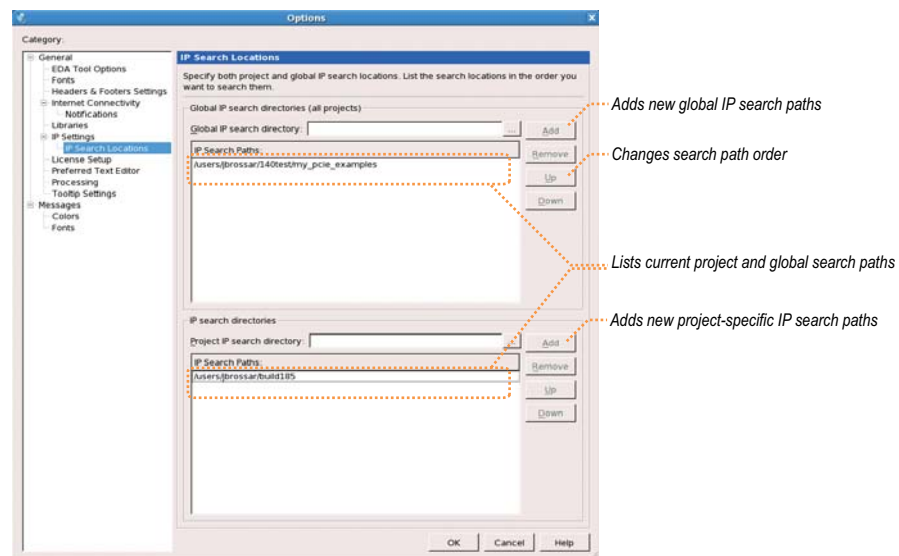 Options
Category:
General
EDA Tool Options
Fonts
Headers & Footers Settings
Internet Connectivity
Notifications
Libraries
IP Settings
IP Search Locations
License Setup
Preferred Text Editor
Processing
Tooltip Settings
Messages
Colors
Fonts
IP Search Locations
Specify both project and global IP search locations. List the search locations in the order you
want to search them.
Global IP search directories (all projects)
Global IP search directory:
...
Add
IP Search Paths:
/users/jbrossar/140test/my_pcie_examples
Remove
Up
Down
IP search directories
Project IP search directory:
...
Add
IP Search Paths:
/users/jbrossar/build185
Remove
Up
Down
OK
Cancel
Help
Adds new global IP search paths
Changes search path order
Lists current project and global search paths
Adds new project-specific IP search paths